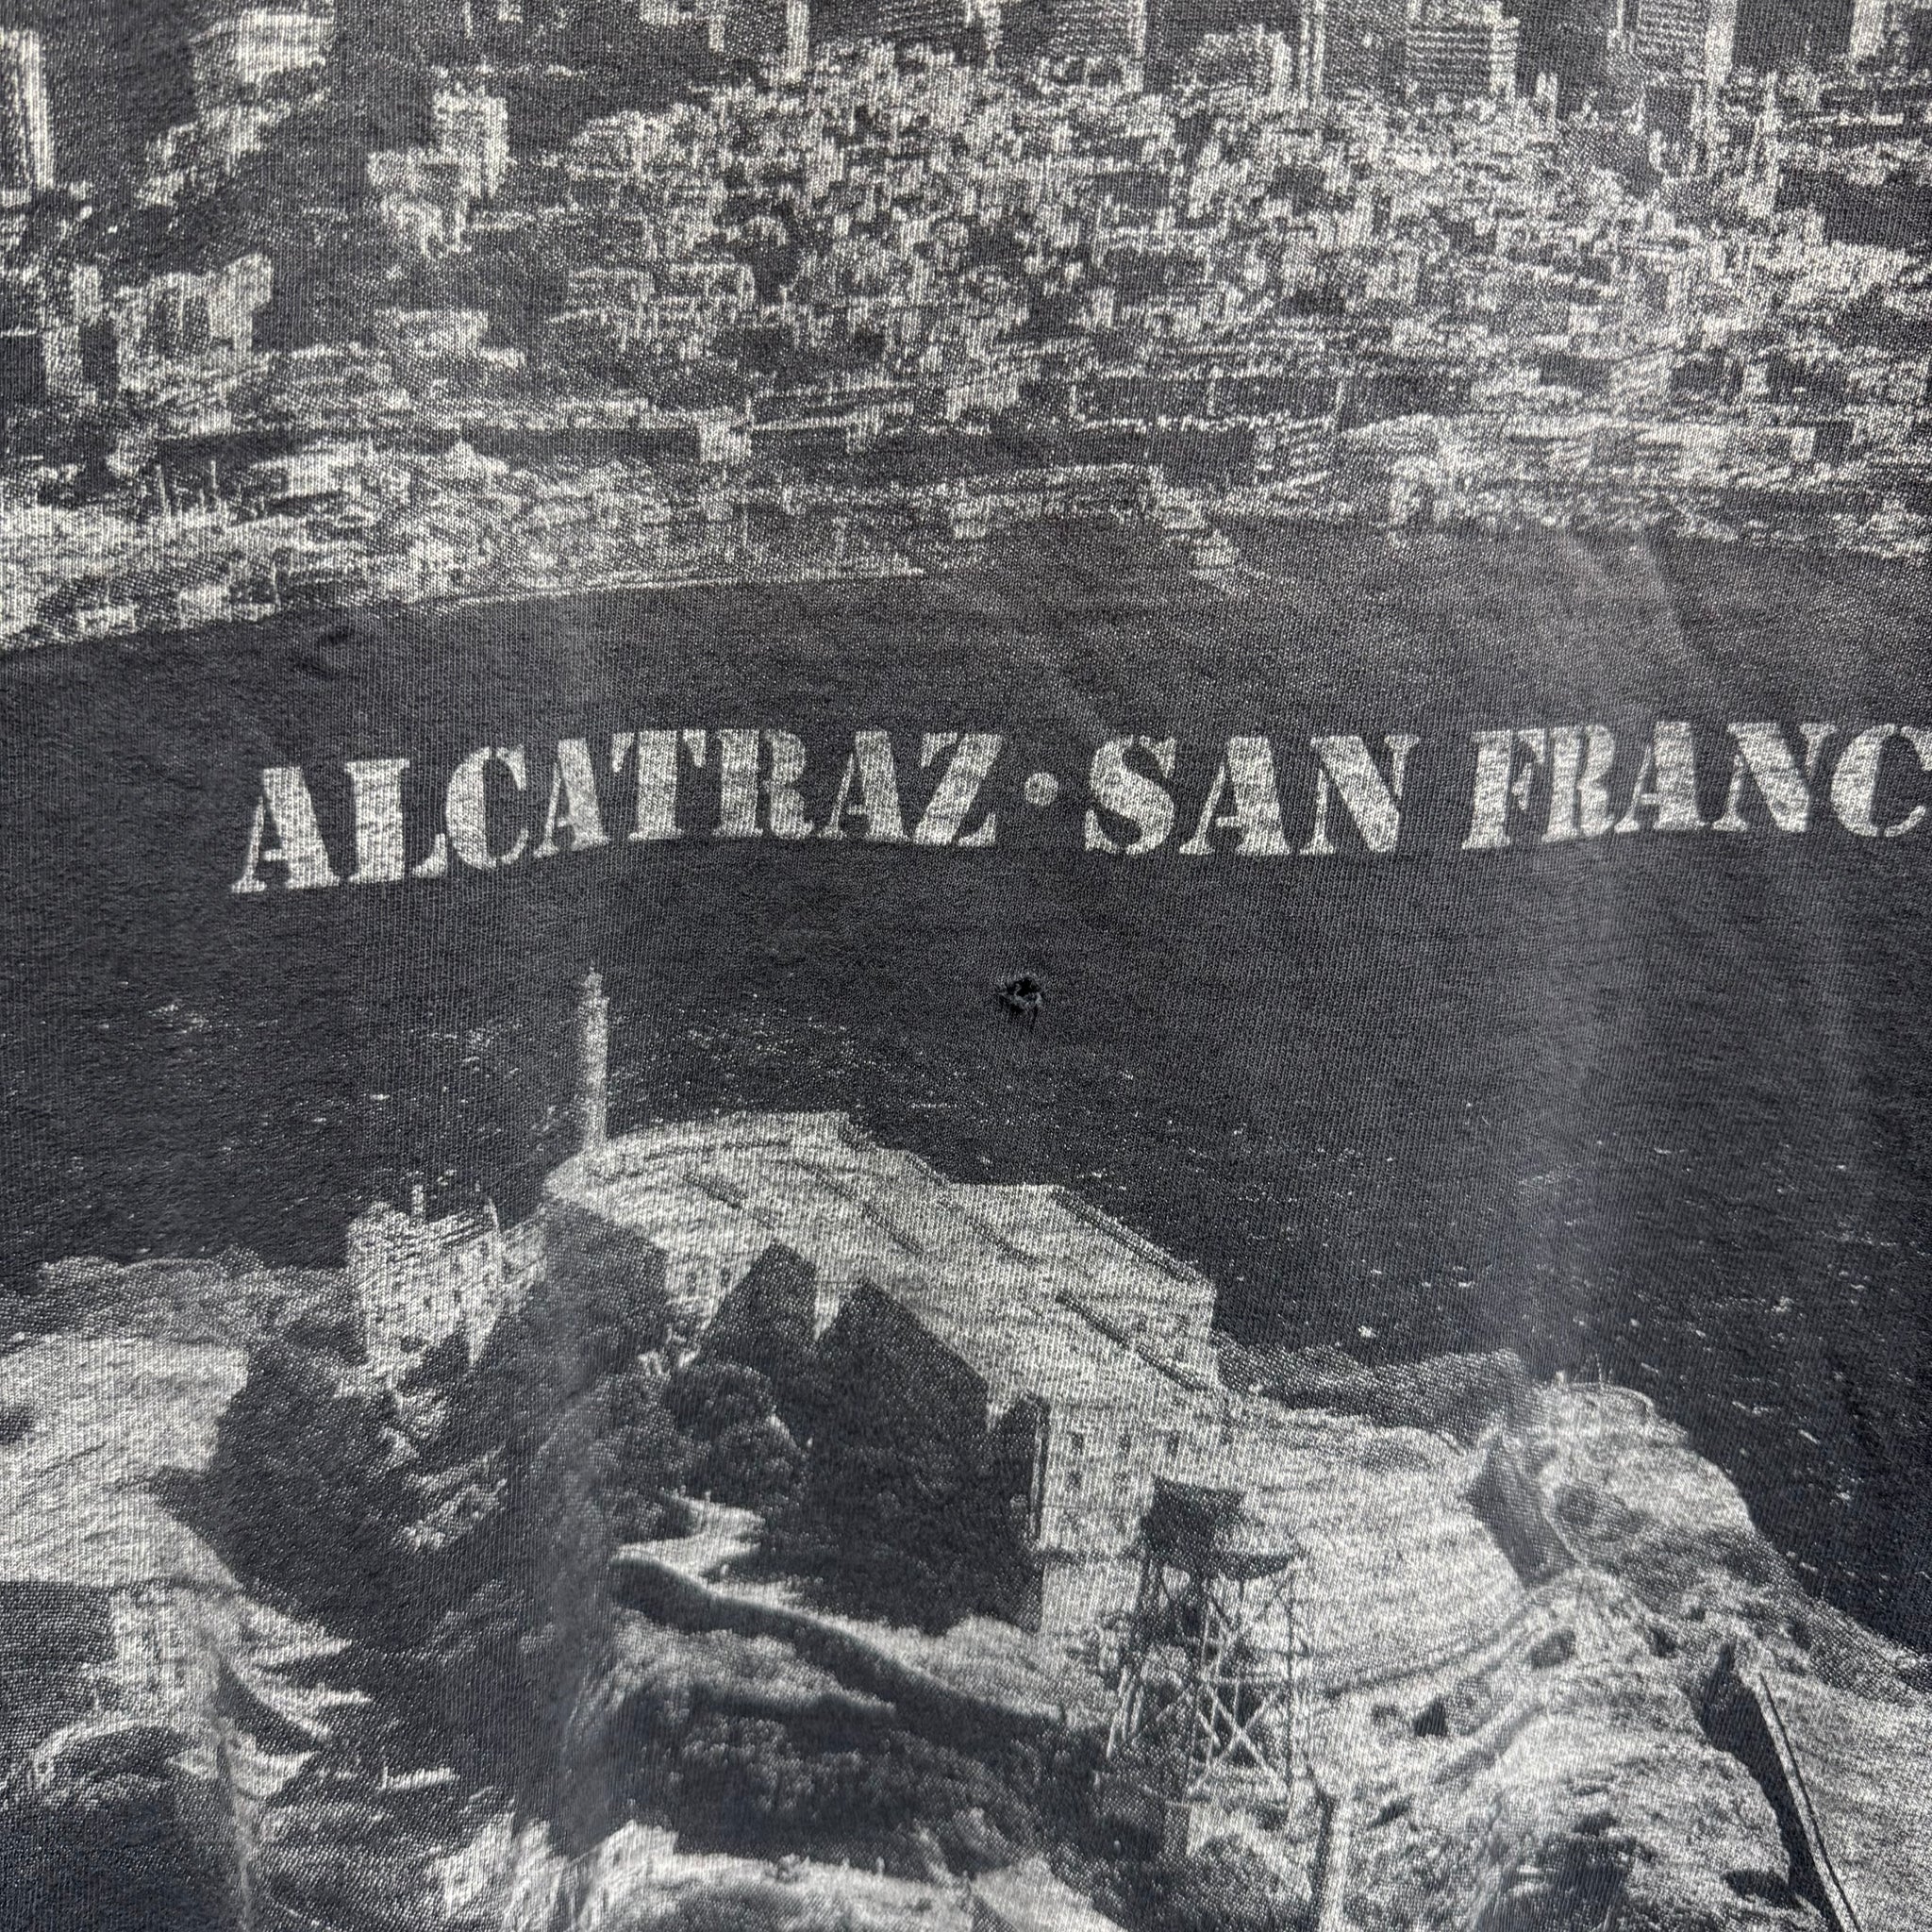 ALCATRAZ • SAN FRANC